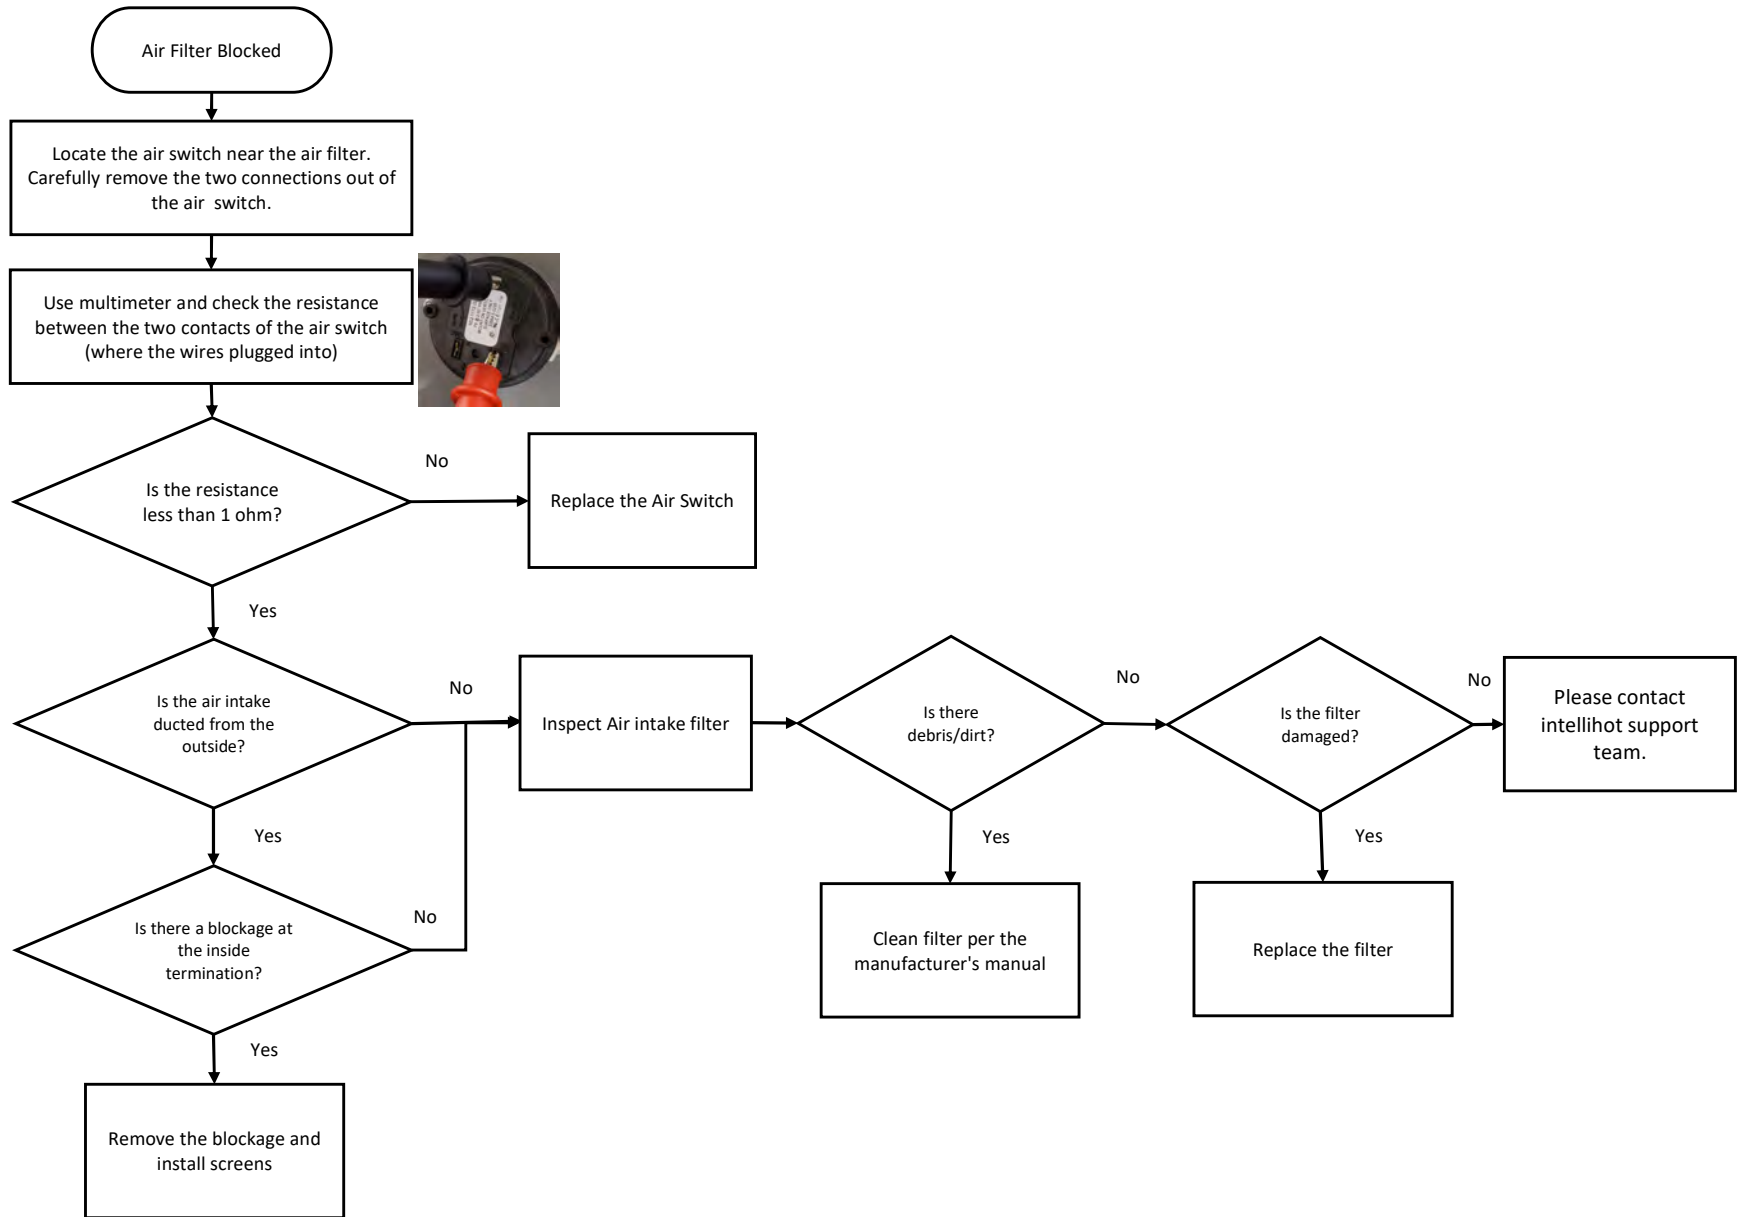 Air Filter Blocked
Locate the air switch near the air filter.
Carefully remove the two connections out of
the air  switch.
Use multimeter and check the resistance
between the two contacts of the air switch
(where the wires plugged into)
Is the resistance
less than 1 ohm?
No
Replace the Air Switch
Yes
Is the air intake
ducted from the
outside?
No
Inspect Air intake filter
Is there
debris/dirt?
No
Is the filter
damaged?
No
Please contact
intellihot support
team.
Yes
Yes
Yes
Is there a blockage at
the inside
termination?
No
Clean filter per the
manufacturer's manual
Replace the filter
Yes
Remove the blockage and
install screens